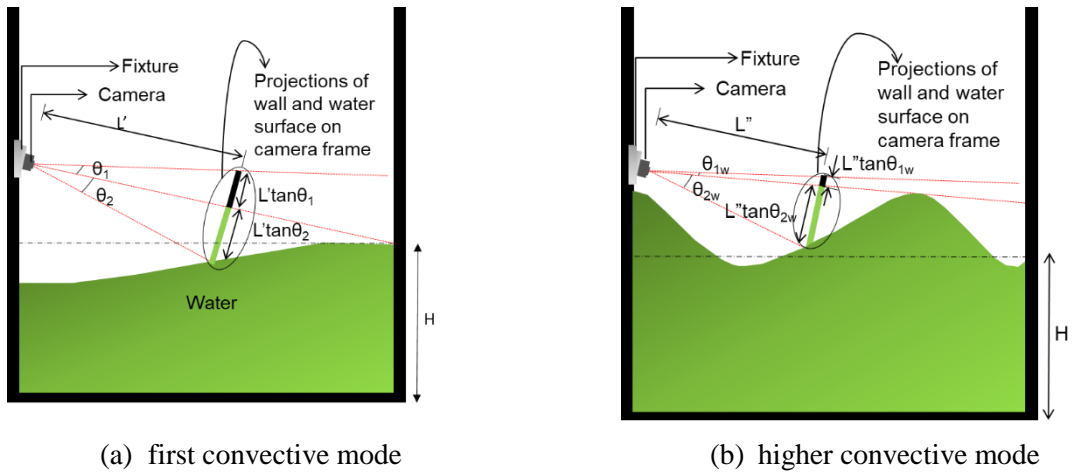 Fixture
Camera
L'
Projections of
wall and water
surface on
camera frame
θ1
θ2
L'tanθ1
L'tanθ2
Water
H
(a) first convective mode
Fixture
Camera
L"
Projections of
wall and water
surface on
camera frame
θ1w
θ2w
L"tanθ1w
L"tanθ2w
H
(b) higher convective mode